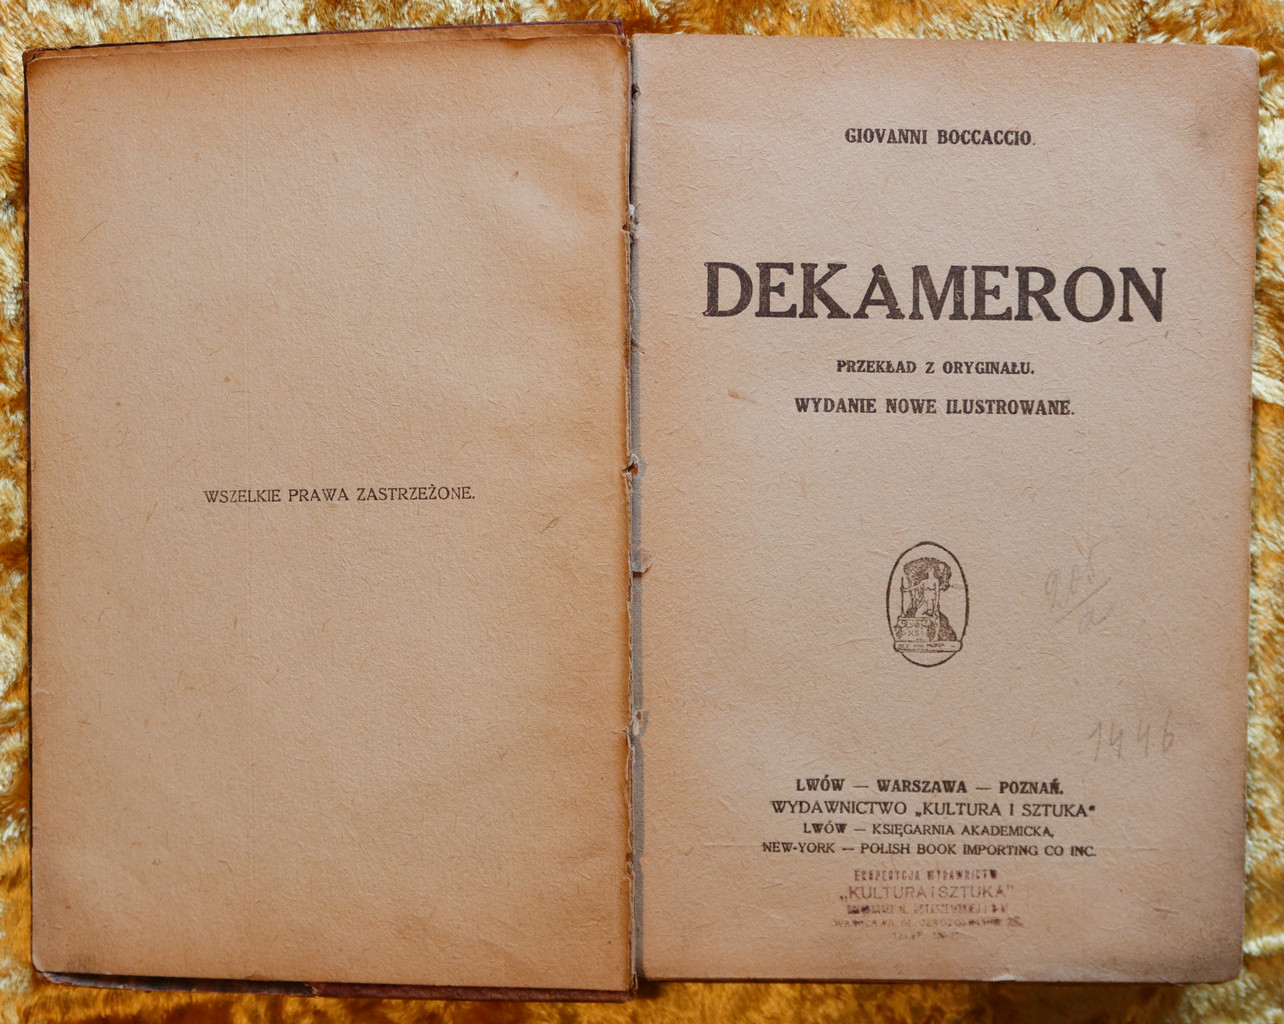 WSZELKIE PRAWA ZASTRZEŻONE.
GIOVANNI BOCCACCIO.
DEKAMERON
PRZEKŁAD Z ORYGINAŁU.
WYDANIE NOWE ILUSTROWANE.
1446
LWÓW — WARSZAWA — POZNAŃ.
WYDAWNICTWO „KULTURA I SZTUKA“
LWÓW — KSIĘGARNIA AKADEMICKA,
NEW-YORK — POLISH BOOK IMPORTING CO INC.
EKSPEDYCJA WYDAWNICTW
„KULTURA I SZTUKA”